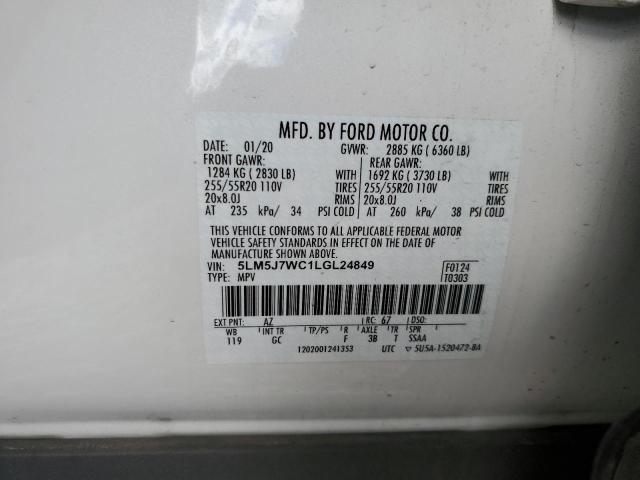 MFD. BY FORD MOTOR CO.
DATE: 01/20 GVWR: 2885 KG ( 6360 LB)
FRONT GAWR: REAR GAWR:
1284 KG ( 2830 LB) WITH 1692 KG ( 3730 LB) WITH
255/55R20 110V TIRES 255/55R20 110V TIRES
20x8.0J RIMS 20x8.0J RIMS
AT 235 kPa/ 34 PSI COLD AT 260 kPa/ 38 PSI COLD
THIS VEHICLE CONFORMS TO ALL APPLICABLE FEDERAL MOTOR
VEHICLE SAFETY STANDARDS IN EFFECT ON THE DATE OF
MANUFACTURE SHOWN ABOVE.
VIN: 5LM5J7WC1LGL24849 F0124
TYPE: MPV T0303
EXT PNT: AZ RC: 67 DSO:
WB INT TR TP/PS R AXLE TR SPR
119 GC F 3B T SSAA
1202001241353 UTC ▽ 5U5A-1520472-BA